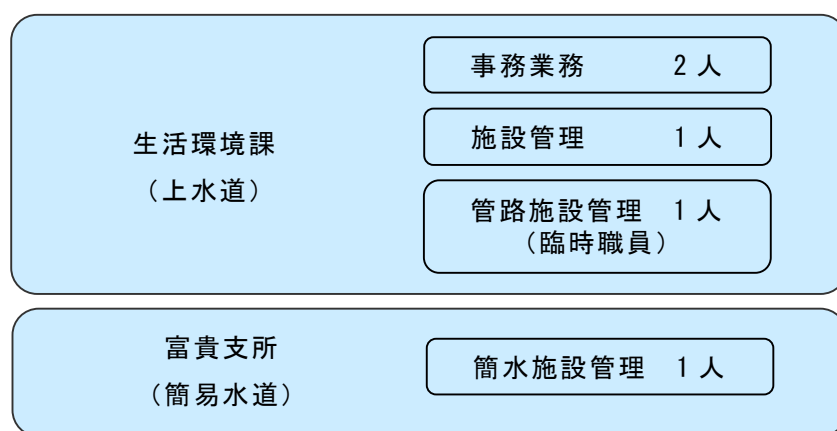 生活環境課
（上水道）
事務業務 2人
施設管理 1人
管路施設管理 1人
（臨時職員）
富貴支所
（簡易水道）
簡水施設管理 1人